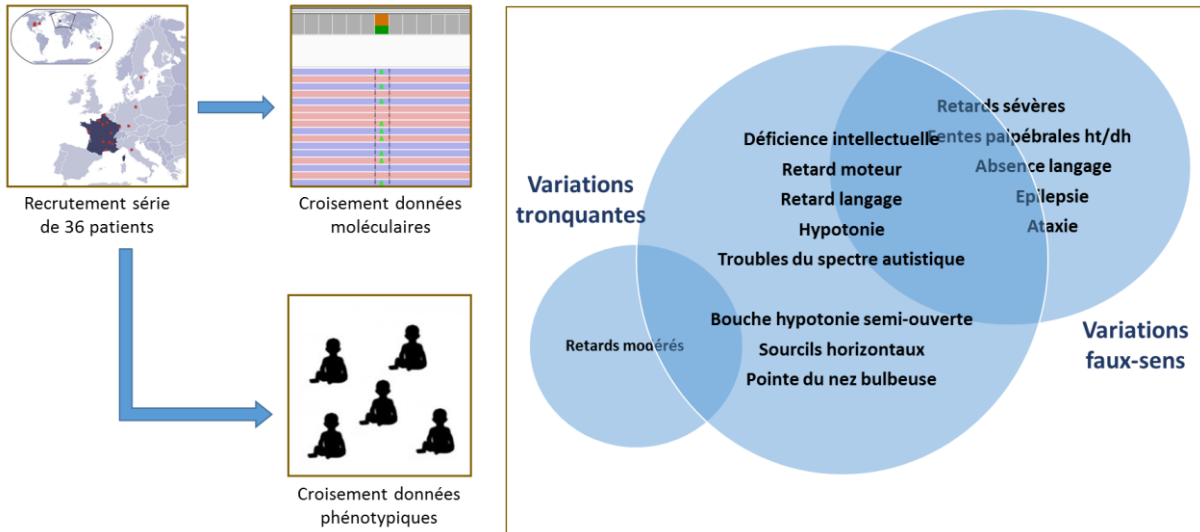 Recrutement série
de 36 patients
Croisement données
moléculaires
Croisement données
phénotypiques
Variations
tronquantes
Retards modérés
Déficience intellectuelle
Retard moteur
Retard langage
Hypotonie
Troubles du spectre autistique
Bouche hypotonie semi-ouverte
Sourcils horizontaux
Pointe du nez bulbeuse
Retards sévères
Fentes palpébrales ht/dh
Absence langage
Epilepsie
Ataxie
Variations
faux-sens